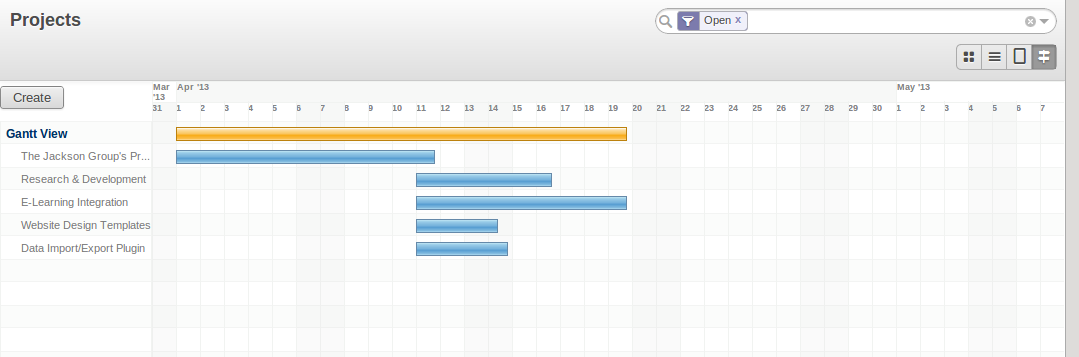 Projects
Open x
Create
Mar '13
Apr '13
May '13
31 1 2 3 4 5 6 7 8 9 10 11 12 13 14 15 16 17 18 19 20 21 22 23 24 25 26 27 28 29 30 1 2 3 4 5 6 7
Gantt View
The Jackson Group's Pr...
Research & Development
E-Learning Integration
Website Design Templates
Data Import/Export Plugin